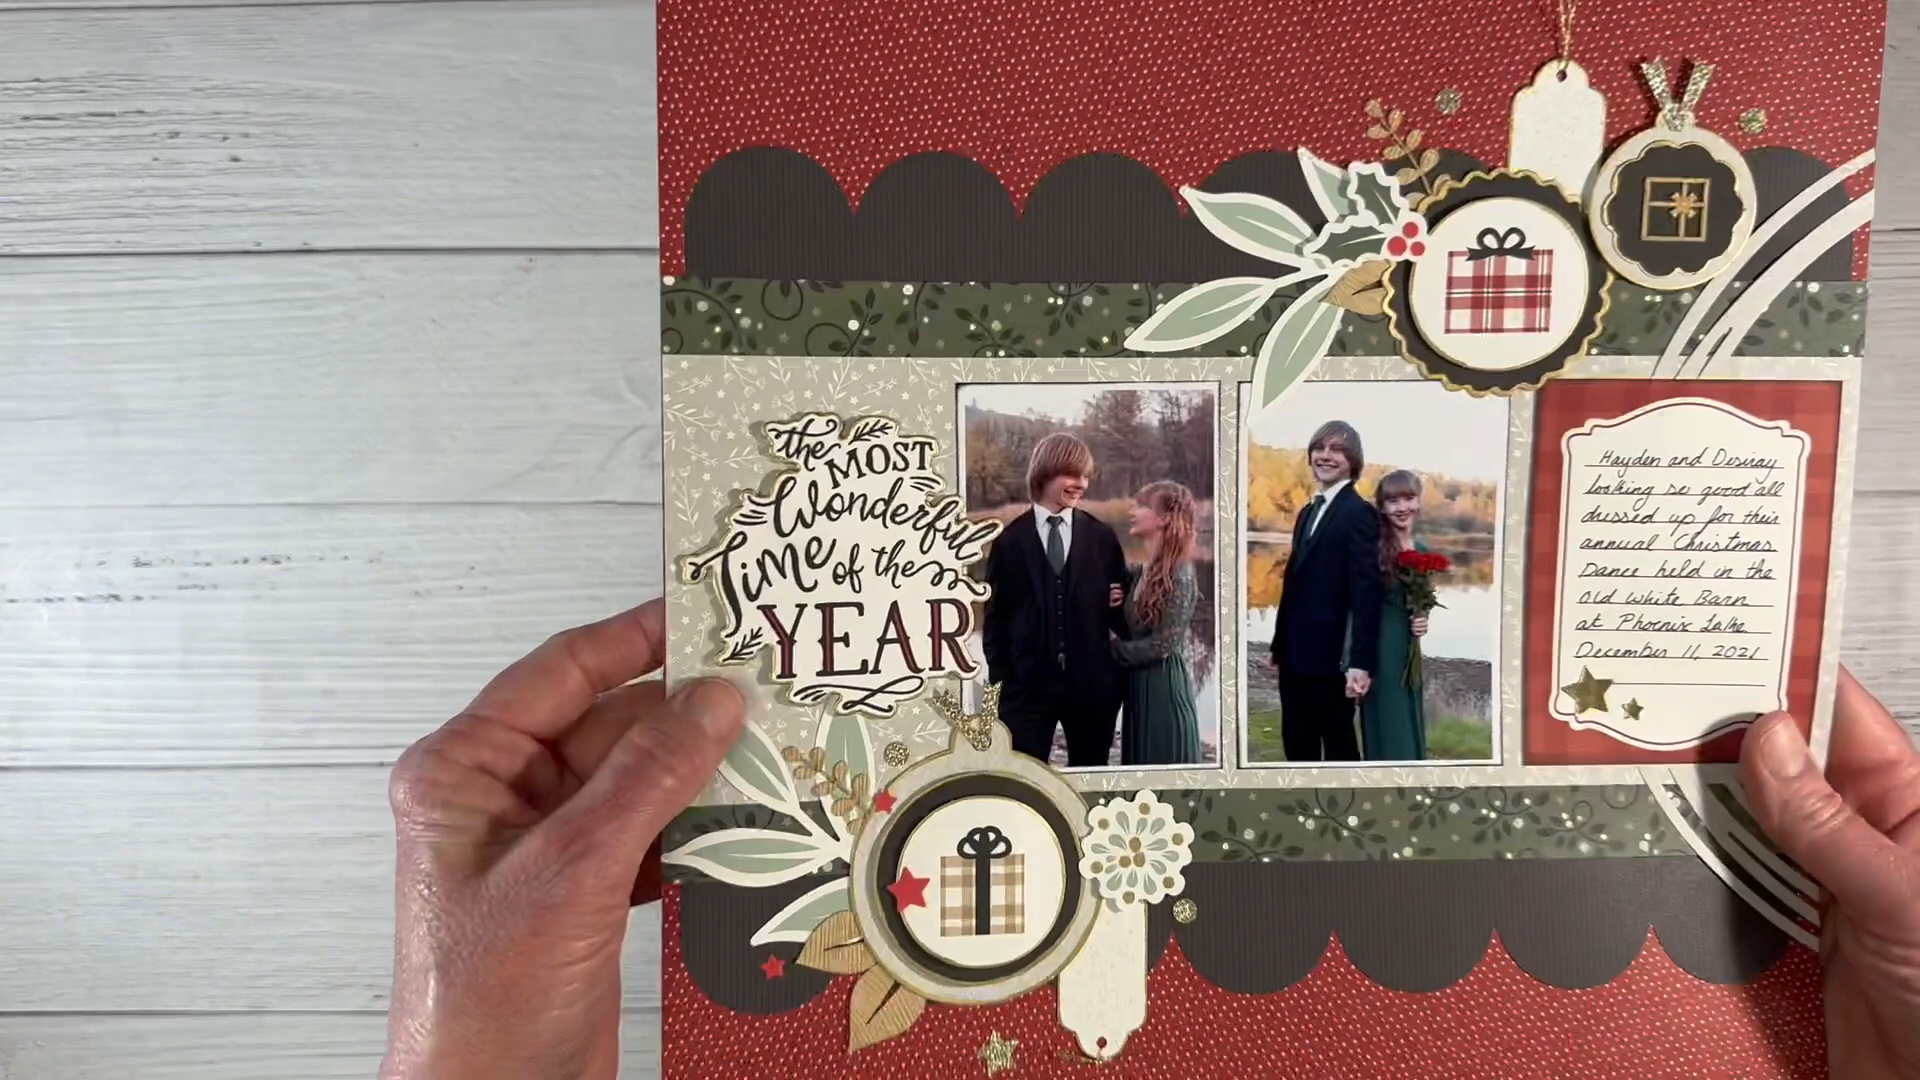 the
MOST
Wonderful
Time of the
YEAR
Hayden and Desiray
looking so good all
dressed up for their
annual Christmas
Dance held in the
Old White Barn
at Phoenix Lake
December 11, 2021